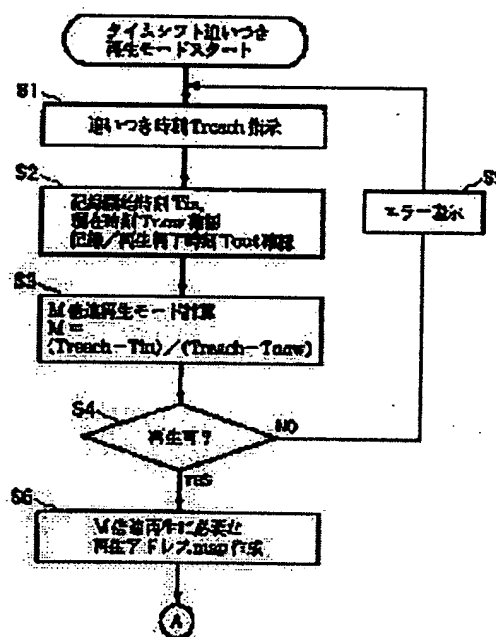 タイムシフト追いつき
再生モードスタート
S1
追いつき時刻Treach指示
S2
記録開始時刻Tin,
現在時刻Tnow確認
記録/再生終了時刻Tout確認
エラー表示
S3
M倍速再生モード計算
M=
(Treach-Tin)/(Treach-Tnow)
S4
再生可?
NO
YES
S6
M倍速再生に必要な
再生アドレスmap作成
A